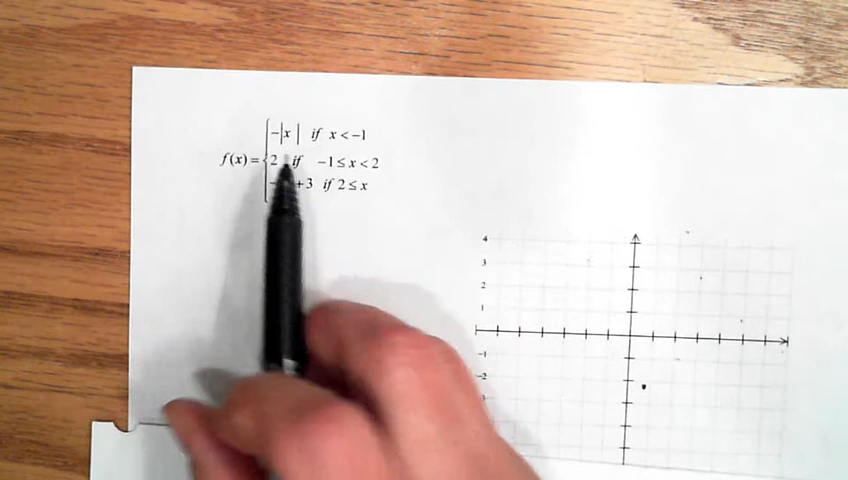 f(x) =
-|x| if x < -1
2 if -1 ≤ x < 2
+3 if 2 ≤ x
4
3
2
1
-1
-2